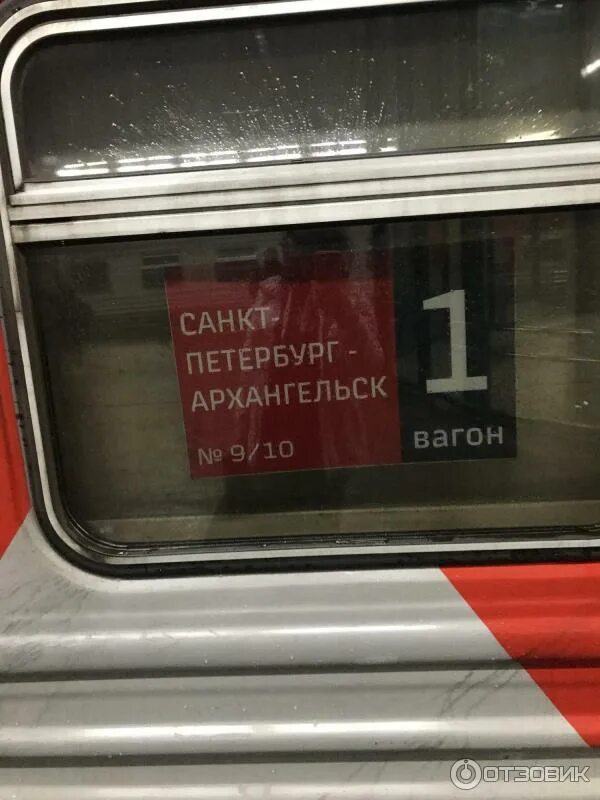 САНКТ-
ПЕТЕРБУРГ -
АРХАНГЕЛЬСК
№ 9/10
1
вагон
ОТЗОВИК